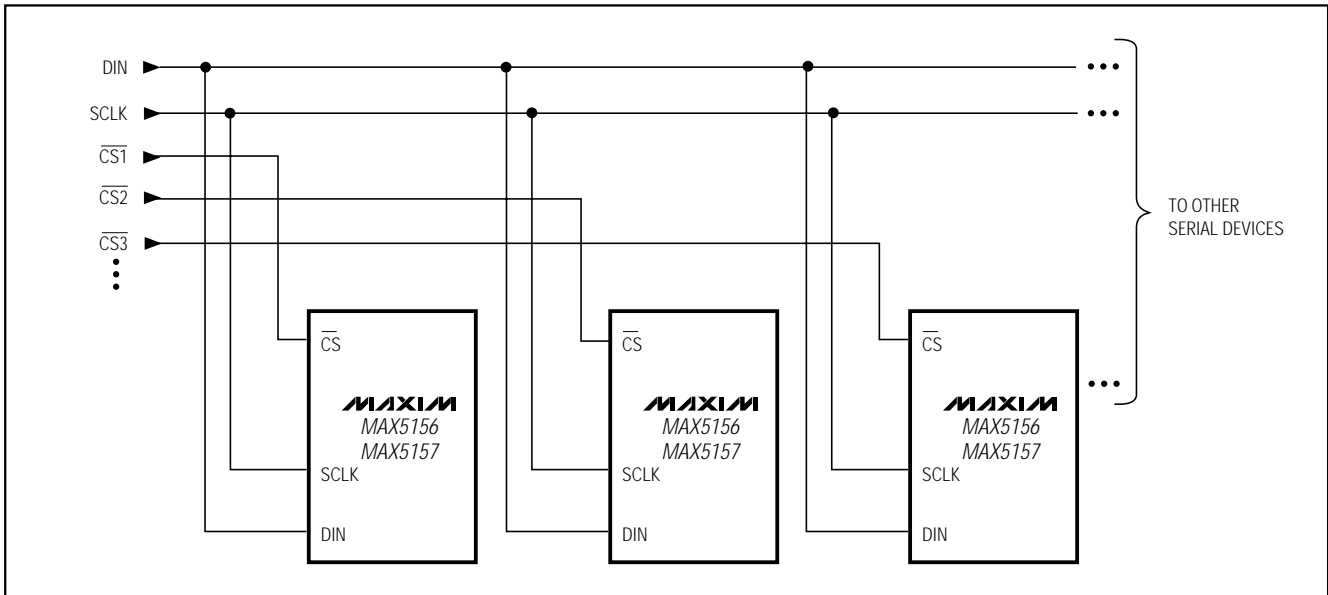 DIN
SCLK
CS1
CS2
CS3
TO OTHER
SERIAL DEVICES
CS
MAXIM
MAX5156
MAX5157
SCLK
DIN
CS
MAXIM
MAX5156
MAX5157
SCLK
DIN
CS
MAXIM
MAX5156
MAX5157
SCLK
DIN